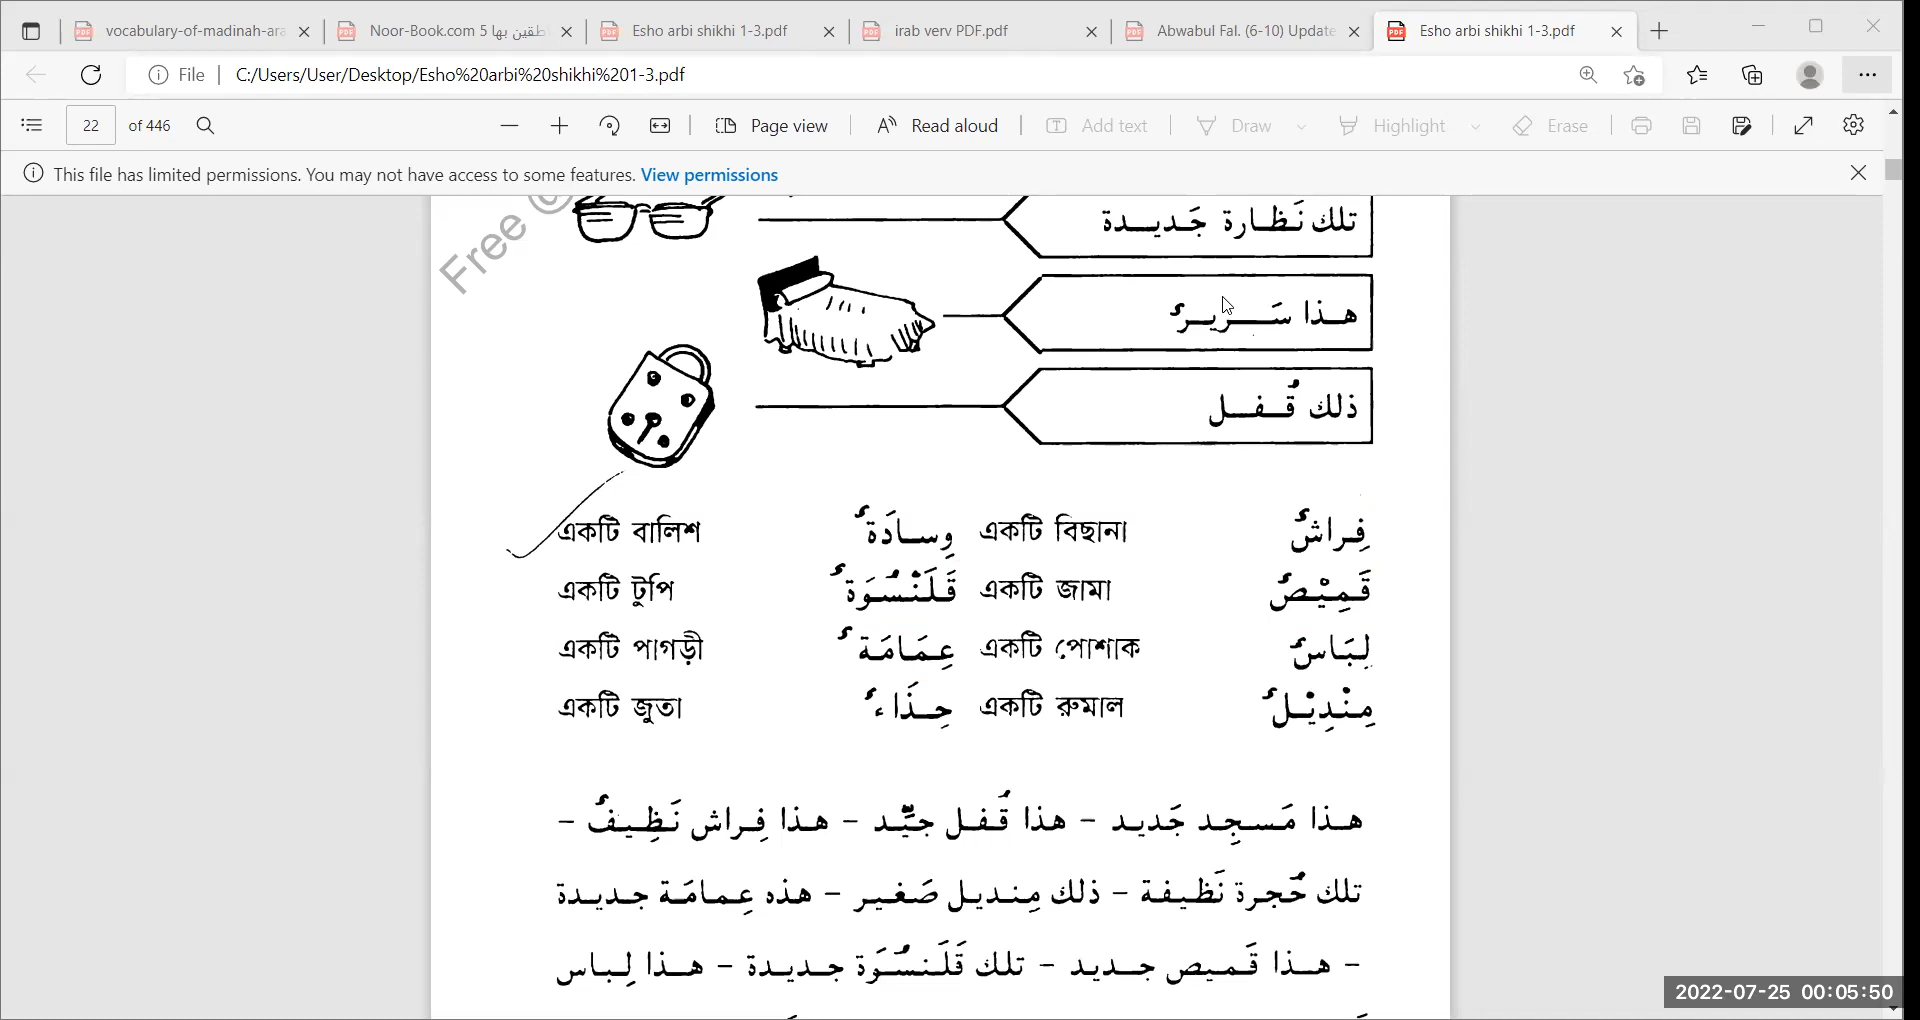 vocabulary-of-madinah-ara
Noor-Book.com 5 طقين بها
Esho arbi shikhi 1-3.pdf
irab verv PDF.pdf
Abwabul Fal. (6-10) Update
Esho arbi shikhi 1-3.pdf
File | C:/Users/User/Desktop/Esho%20arbi%20shikhi%201-3.pdf
22 of 446
Page view
Read aloud
Add text
Draw
Highlight
Erase
This file has limited permissions. You may not have access to some features. View permissions
Free ©
تلك نَظارة جَديدة
هذا سَريرٌ
ذلك قُفل
فِراشٌ একটি বিছানা وِسادَةٌ একটি বালিশ
قَمِيْصٌ একটি জামা قَلَنْسُوَةٌ একটি টুপি
لِبَاسٌ একটি পোশাক عِمَامَةٌ একটি পাগড়ী
مِنْدِيْلٌ একটি রুমাল حِذَاءٌ একটি জুতা
هذا مَسجِد جَديد – هذا قُفل جيِّد – هذا فِراش نَظِيفٌ –
تلك حُجرة نَظيفة – ذلك مِنديل صَغير – هذه عِمامَة جديدة
– هذا قَميص جديد – تلك قَلَنسُوَة جديدة – هذا لِباس
2022-07-25 00:05:50